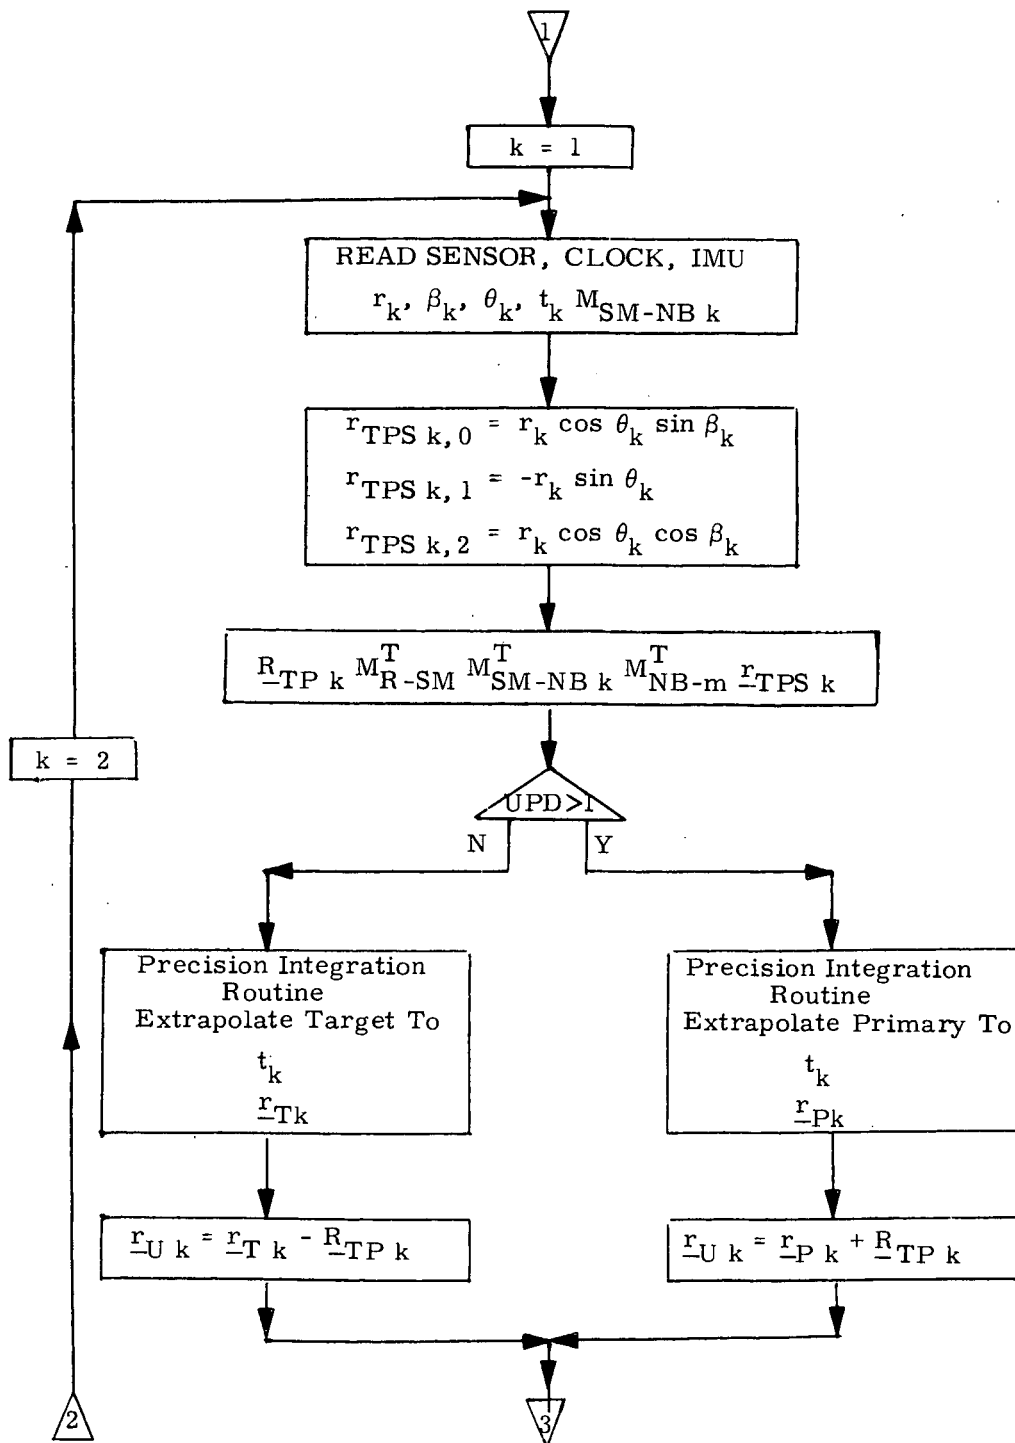 1
k = 1
READ SENSOR, CLOCK, IMU
r_k, β_k, θ_k, t_k M_SM-NB k
r_TPS k, 0 = r_k cos θ_k sin β_k
r_TPS k, 1 = -r_k sin θ_k
r_TPS k, 2 = r_k cos θ_k cos β_k
R_TP k M^T_R-SM M^T_SM-NB k M^T_NB-m r_TPS k
k = 2
UPD>1
N Y
Precision Integration
Routine
Extrapolate Target To
t_k
r_Tk
Precision Integration
Routine
Extrapolate Primary To
t_k
r_Pk
r_U k = r_T k - R_TP k
r_U k = r_P k + R_TP k
2
3